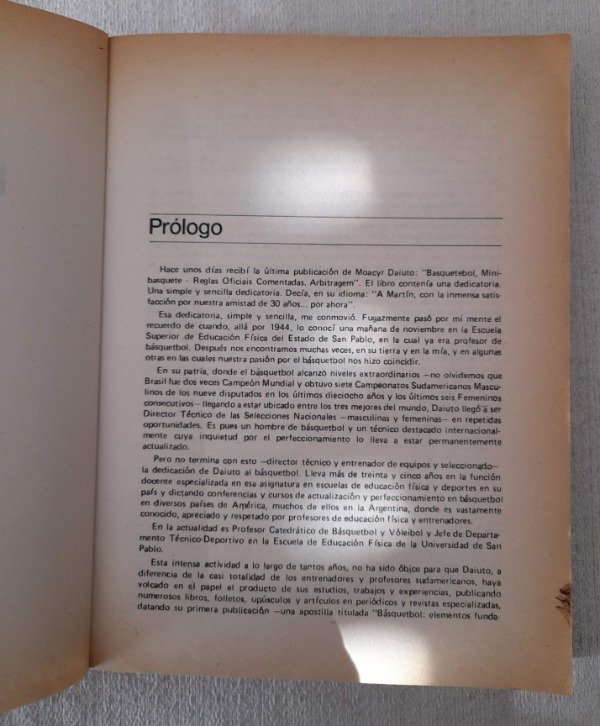 Prólogo
Hace unos días recibí la última publicación de Moacyr Daiuto: "Basquetebol, Mini-
basquete - Reglas Oficiais Comentadas. Arbitragem". El libro contenía una dedicatoria.
Una simple y sencilla dedicatoria. Decía, en su idioma: "A Martín, con la inmensa satis-
facción por nuestra amistad de 30 años... por ahora".
Esa dedicatoria, simple y sencilla, me conmovió. Fugazmente pasó por mi mente el
recuerdo de cuando, allá por 1944, lo conocí una mañana de noviembre en la Escuela
Superior de Educación Física del Estado de San Pablo, en la cual ya era profesor de
básquetbol. Después nos encontramos muchas veces, en su tierra y en la mía, y en algunas
otras en las cuales nuestra pasión por el básquetbol nos hizo coincidir.
En su patria, donde el básquetbol alcanzó niveles extraordinarios —no olvidemos que
Brasil fue dos veces Campeón Mundial y obtuvo siete Campeonatos Sudamericanos Mascu-
linos de los nueve disputados en los últimos dieciocho años y los últimos seis Femeninos
consecutivos— llegando a estar ubicado entre los tres mejores del mundo, Daiuto llegó a ser
Director Técnico de las Selecciones Nacionales —masculinas y femeninas— en repetidas
oportunidades. Es pues un hombre de básquetbol y un técnico destacado internacional-
mente cuya inquietud por el perfeccionamiento lo lleva a estar permanentemente
actualizado.
Pero no termina con esto —director técnico y entrenador de equipos y seleccionado—
la dedicación de Daiuto al básquetbol. Lleva más de treinta y cinco años en la función
docente especializada en esa asignatura en escuelas de educación física y deportes en su
país y dictando conferencias y cursos de actualización y perfeccionamiento en básquetbol
en diversos países de América, muchos de ellos en la Argentina, donde es vastamente
conocido, apreciado y respetado por profesores de educación física y entrenadores.
En la actualidad es Profesor Catedrático de Básquetbol y Vóleibol y Jefe de Departa-
mento Técnico-Deportivo en la Escuela de Educación Física de la Universidad de San
Pablo.
Esta intensa actividad a lo largo de tantos años, no ha sido óbice para que Daiuto, a
diferencia de la casi totalidad de los entrenadores y profesores sudamericanos, haya
volcado en el papel el producto de sus estudios, trabajos y experiencias, publicando
numerosos libros, folletos, opúsculos y artículos en periódicos y revistas especializadas,
datando su primera publicación —una apostilla titulada "Básquetbol: elementos funda-